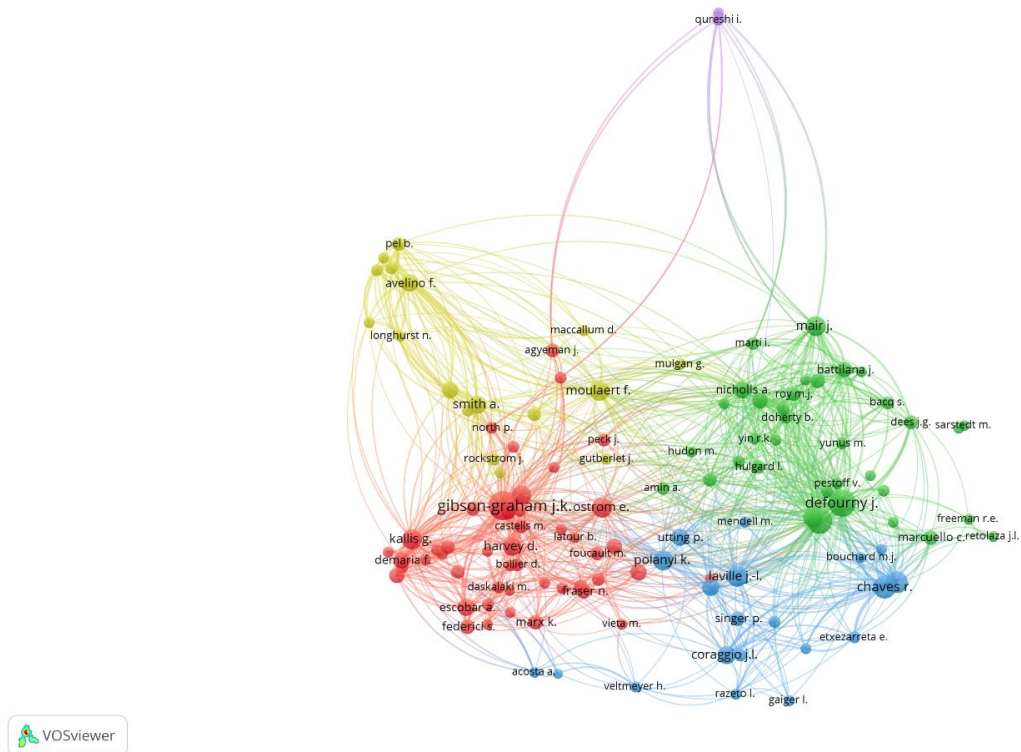 qureshi i.
pel b.
avelino f.
longhurst n.
maccallum d.
mair j.
marti i.
agyeman j.
mulgan g.
battilana j.
moulaert f.
nicholls a.
roy m.j.
smith a.
bacq s.
doherty b.
dees j.g.
sarstedt m.
north p.
peck j.
yin r.k.
yunus m.
hudon m.
rockstrom j.
gutberlet j.
hulgard l.
amin a.
pestoff v.
gibson-graham j.k.
ostrom e.
defourny j.
castells m.
mendell m.
freeman r.e.
latour b.
utting p.
kallis g.
marcuello c.
retolaza j.l.
harvey d.
foucault m.
demaria f.
bollier d.
polanyi k.
bouchard m.j.
laville j.-l.
chaves r.
daskalaki m.
fraser n.
escobar a.
federici s.
marx k.
vieta m.
singer p.
etxezarreta e.
coraggio j.l.
acosta a.
veltmeyer h.
razeto l.
gaiger l.
VOSviewer